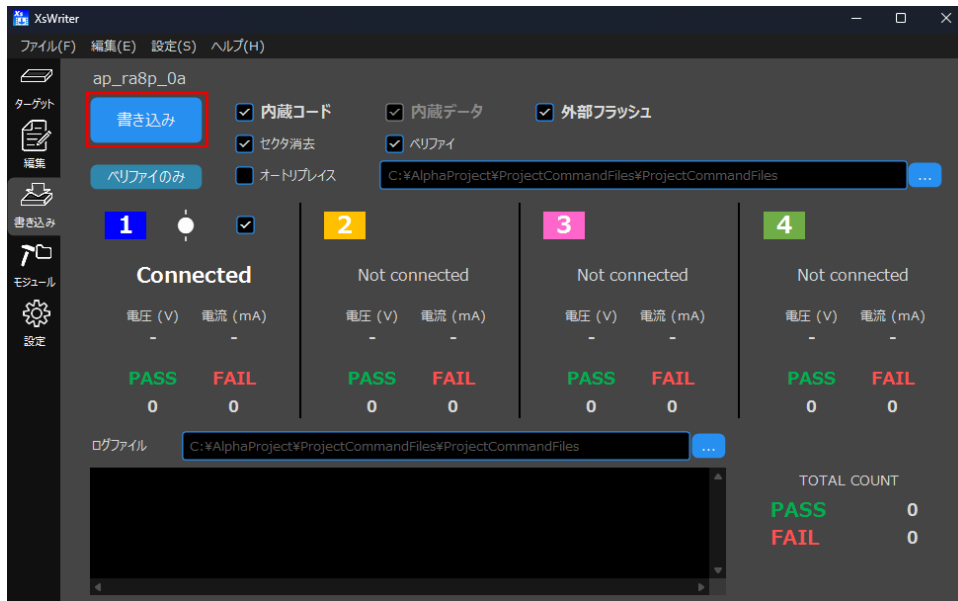 Xs 書込 XsWriter
ファイル(F) 編集(E) 設定(S) ヘルプ(H)
ターゲット
編集
書き込み
モジュール
設定
ap_ra8p_0a
書き込み
内蔵コード 内蔵データ 外部フラッシュ
セクタ消去 ベリファイ
ベリファイのみ オートリプレイス C:¥AlphaProject¥ProjectCommandFiles¥ProjectCommandFiles ...
1 2 3 4
Connected Not connected Not connected Not connected
電圧 (V) 電流 (mA) 電圧 (V) 電流 (mA) 電圧 (V) 電流 (mA) 電圧 (V) 電流 (mA)
- - - - - - - -
PASS FAIL PASS FAIL PASS FAIL PASS FAIL
0 0 0 0 0 0 0 0
ログファイル C:¥AlphaProject¥ProjectCommandFiles¥ProjectCommandFiles ...
TOTAL COUNT
PASS 0
FAIL 0